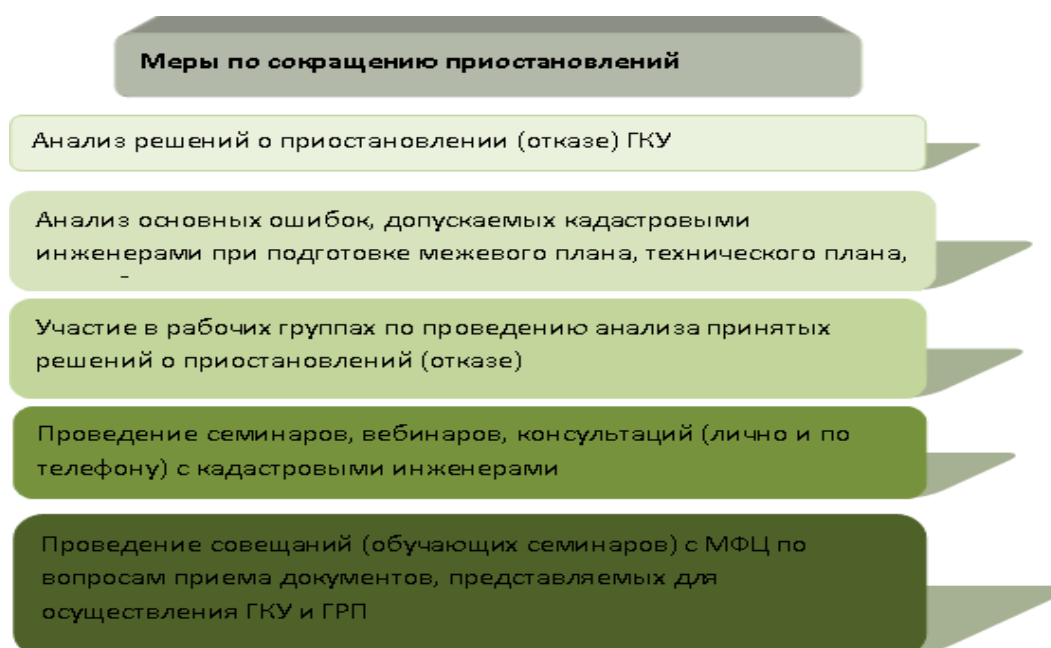 Меры по сокращению приостановлений
Анализ решений о приостановлении (отказе) ГКУ
Анализ основных ошибок, допускаемых кадастровыми
инженерами при подготовке межевого плана, технического плана,
Участие в рабочих группах по проведению анализа принятых
решений о приостановлений (отказе)
Проведение семинаров, вебинаров, консультаций (лично и по
телефону) с кадастровыми инженерами
Проведение совещаний (обучающих семинаров) с МФЦ по
вопросам приема документов, представляемых для
осуществления ГКУ и ГРП